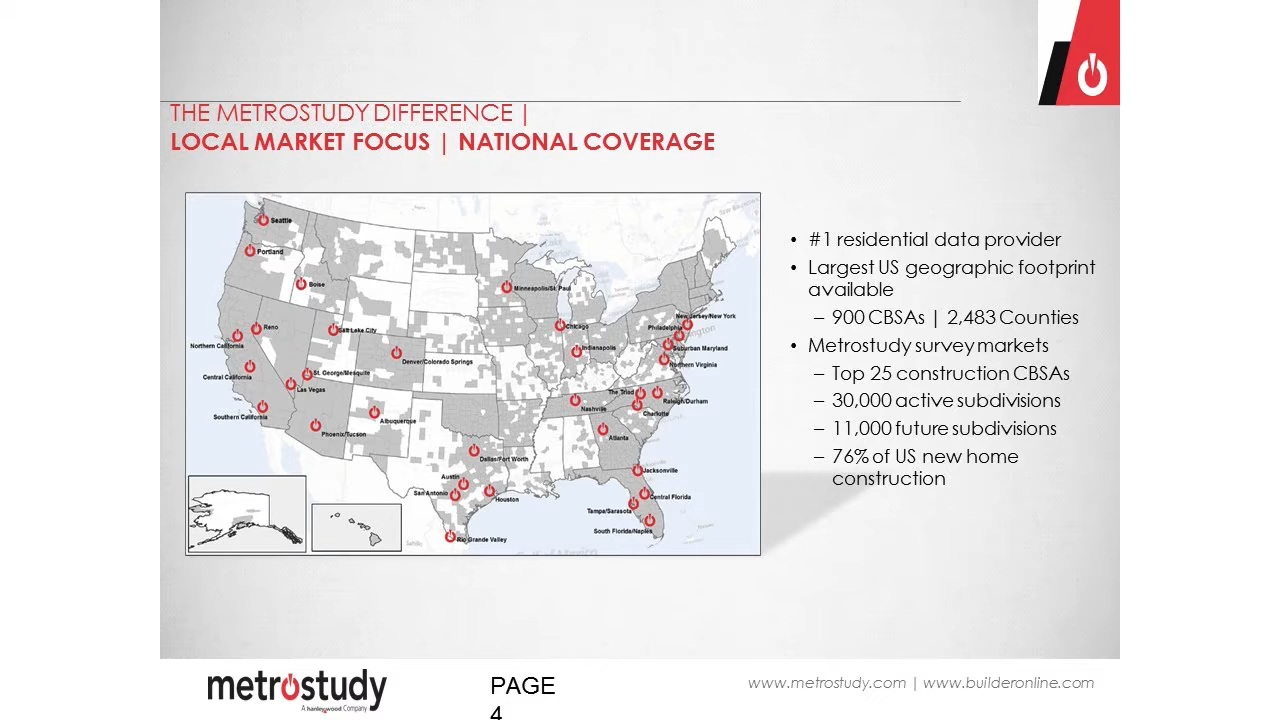 THE METROSTUDY DIFFERENCE |
LOCAL MARKET FOCUS | NATIONAL COVERAGE
Seattle
Portland
Boise
Minneapolis/St. Paul
Reno
Salt Lake City
Chicago
New Jersey/New York
Philadelphia
Northern California
Indianapolis
Suburban Maryland
Denver/Colorado Springs
Northern Virginia
Central California
St. George/Mesquite
Las Vegas
The Triad
Raleigh/Durham
Southern California
Albuquerque
Nashville
Charlotte
Phoenix/Tucson
Atlanta
Dallas/Fort Worth
Jacksonville
Austin
San Antonio
Houston
Central Florida
Tampa/Sarasota
South Florida/Naples
Rio Grande Valley
• #1 residential data provider
• Largest US geographic footprint
available
– 900 CBSAs | 2,483 Counties
• Metrostudy survey markets
– Top 25 construction CBSAs
– 30,000 active subdivisions
– 11,000 future subdivisions
– 76% of US new home
construction
metrostudy
A hanleywood Company
PAGE
4
www.metrostudy.com | www.builderonline.com